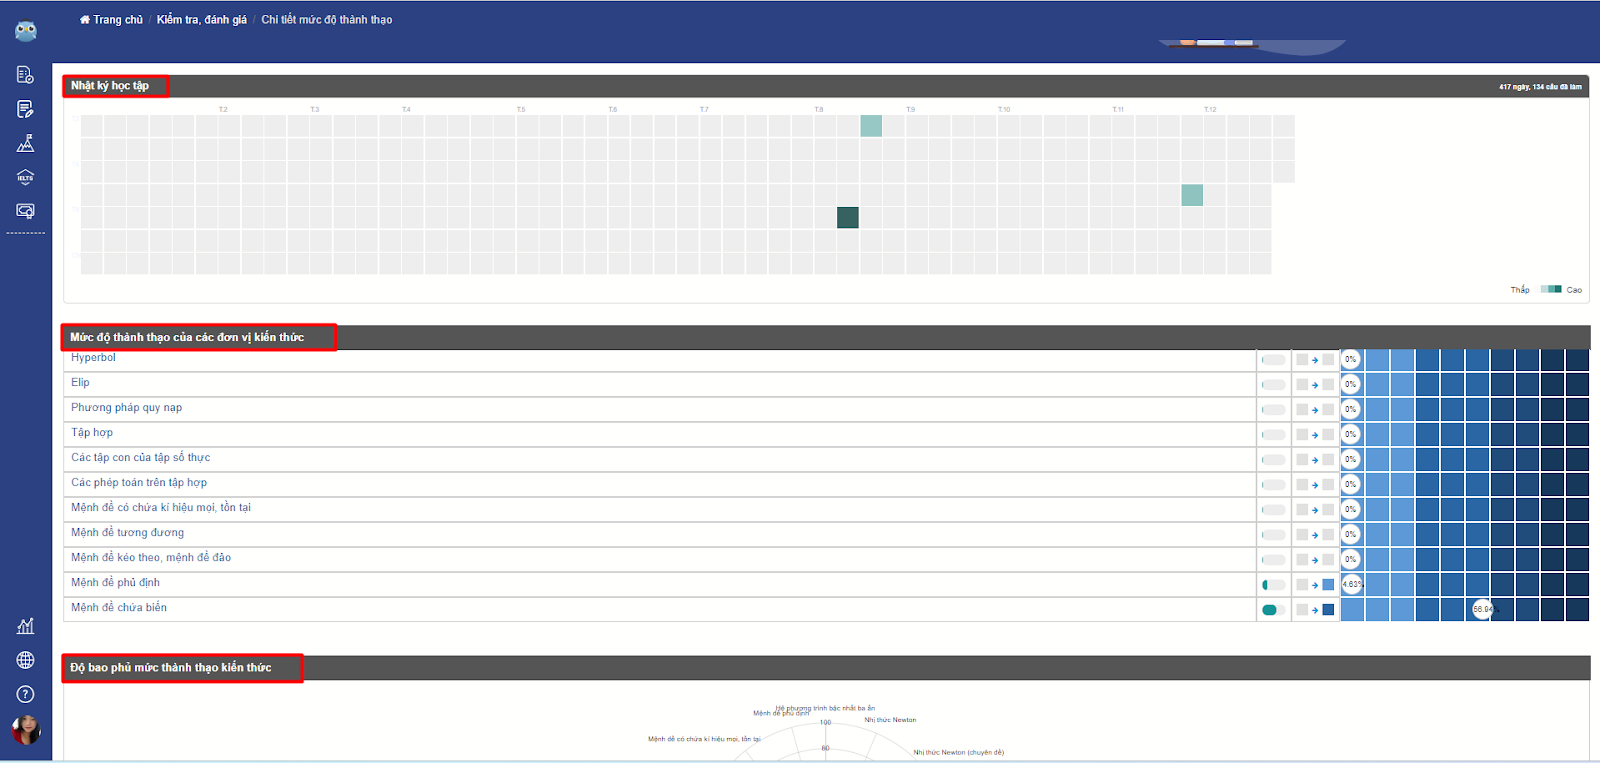 Trang chủ / Kiểm tra, đánh giá / Chi tiết mức độ thành thạo
IELTS
Nhật ký học tập
417 ngày, 134 câu đã làm
T.2 T.3 T.4 T.5 T.6 T.7 T.8 T.9 T.10 T.11 T.12
Thấp Cao
Mức độ thành thạo của các đơn vị kiến thức
Hyperbol 0%
Elip 0%
Phương pháp quy nạp 0%
Tập hợp 0%
Các tập con của tập số thực 0%
Các phép toán trên tập hợp 0%
Mệnh đề có chứa kí hiệu mọi, tồn tại 0%
Mệnh đề tương đương 0%
Mệnh đề kéo theo, mệnh đề đảo 0%
Mệnh đề phủ định 4.63%
Mệnh đề chứa biến 56.94%
Độ bao phủ mức thành thạo kiến thức
Hệ phương trình bậc nhất ba ẩn
Mệnh đề phủ định
Nhị thức Newton
100
Mệnh đề có chứa kí hiệu mọi, tồn tại
80
Nhị thức Newton (chuyên đề)